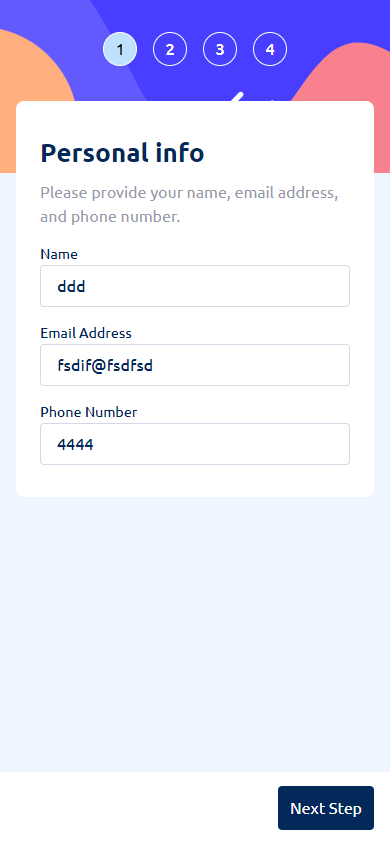 1 2 3 4
Personal info
Please provide your name, email address,
and phone number.
Name
ddd
Email Address
fsdif@fsdfsd
Phone Number
4444
Next Step